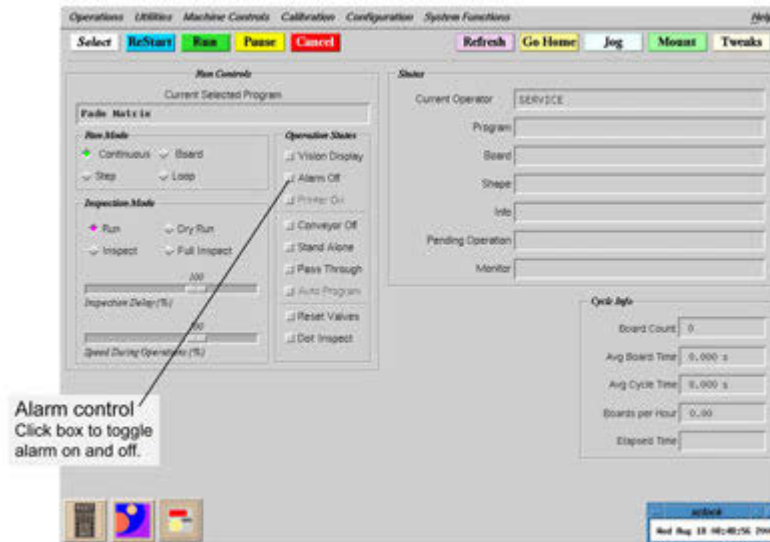 Operations Utilities Machine Controls Calibration Configuration System Functions Help
Select ReStart Run Pause Cancel Refresh Go Home Jog Mount Tweaks
Run Controls
Current Selected Program
Fade Matrix
Run Mode
Continuous Board
Step Loop
Inspection Mode
Run Dry Run
Inspect Full Inspect
100
Inspection Delay (%)
100
Speed During Operations (%)
Operation States
Vision Display
Alarm Off
Printer On
Conveyor Off
Stand Alone
Pass Through
Auto Program
Reset Valves
Dot Inspect
Status
Current Operator SERVICE
Program
Board
Shape
Info
Pending Operation
Monitor
Cycle Info
Board Count 0
Avg Board Time 0.000 s
Avg Cycle Time 0.000 s
Boards per Hour 0.00
Elapsed Time
Alarm control
Click box to toggle
alarm on and off.
xclock
Wed Aug 18